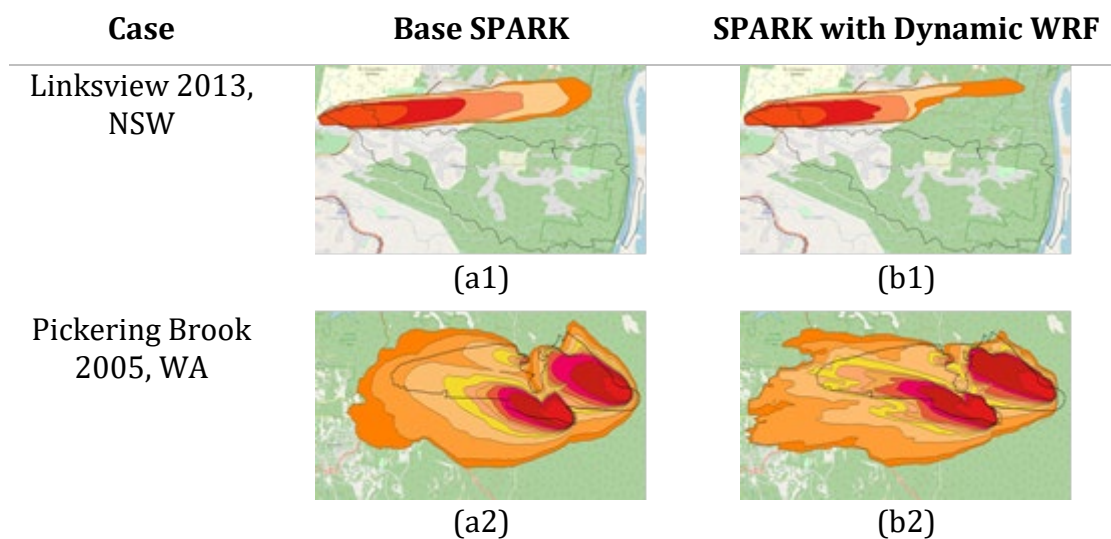 Case Base SPARK SPARK with Dynamic WRF
Linksview 2013,
NSW
(a1) (b1)
Pickering Brook
2005, WA
(a2) (b2)